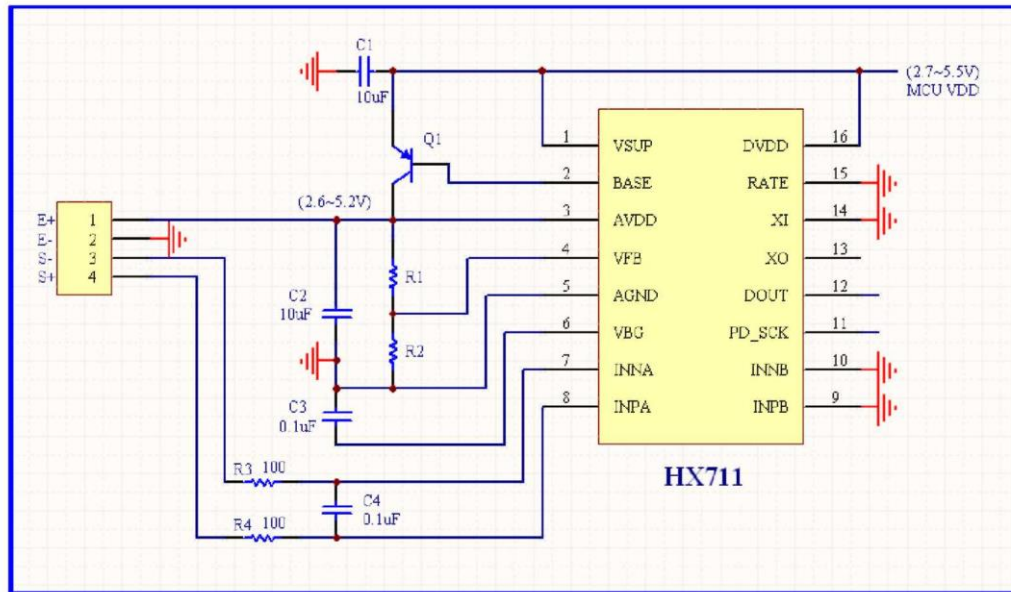 C1
10uF
(2.7~5.5V)
MCU VDD
Q1
(2.6~5.2V)
E+ 1
E- 2
S- 3
S+ 4
C2
10uF
R1
R2
C3
0.1uF
R3 100
C4
0.1uF
R4 100
1 VSUP DVDD 16
2 BASE RATE 15
3 AVDD XI 14
4 VFB XO 13
5 AGND DOUT 12
6 VBG PD_SCK 11
7 INNA INNB 10
8 INPA INPB 9
HX711